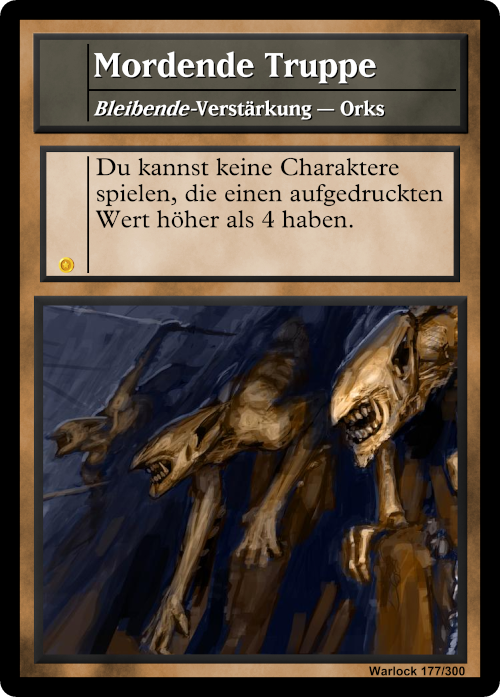 Mordende Truppe
Bleibende-Verstärkung — Orks
Du kannst keine Charaktere
spielen, die einen aufgedruckten
Wert höher als 4 haben.
Warlock 177/300